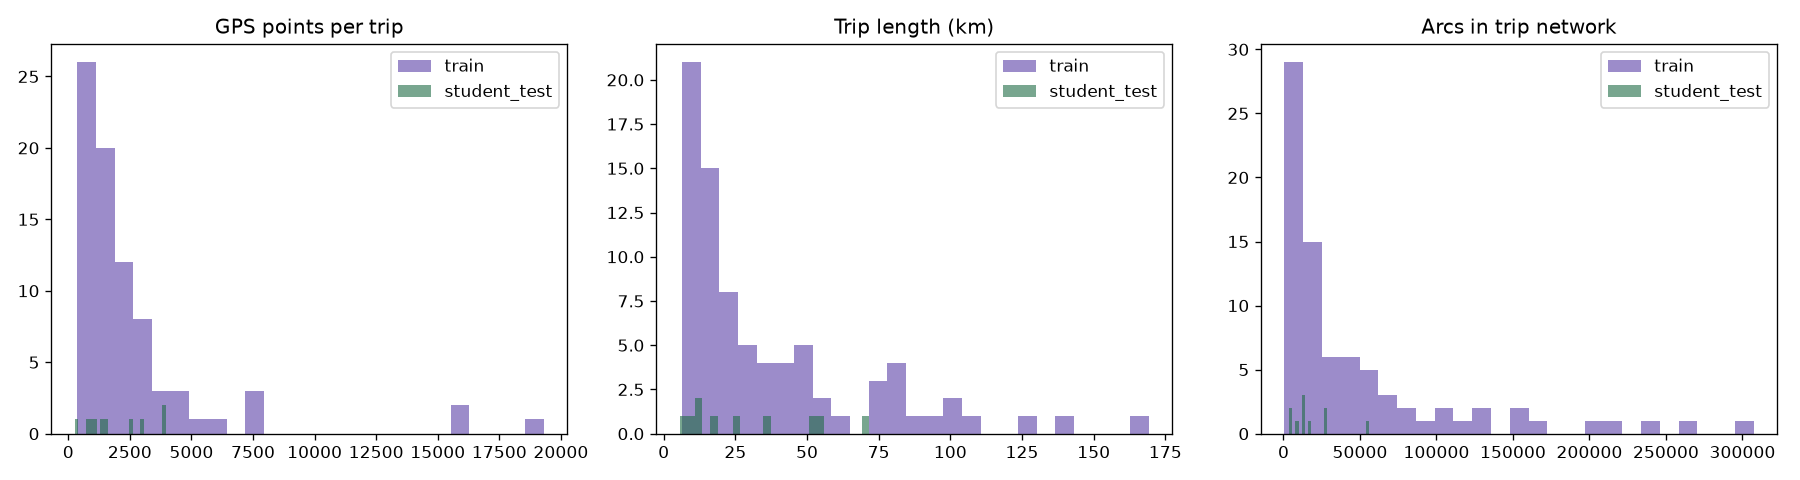 GPS points per trip
train
student_test
25
20
15
10
5
0
0 2500 5000 7500 10000 12500 15000 17500 20000
Trip length (km)
train
student_test
20.0
17.5
15.0
12.5
10.0
7.5
5.0
2.5
0.0
0 25 50 75 100 125 150 175
Arcs in trip network
train
student_test
30
25
20
15
10
5
0
0 50000 100000 150000 200000 250000 300000